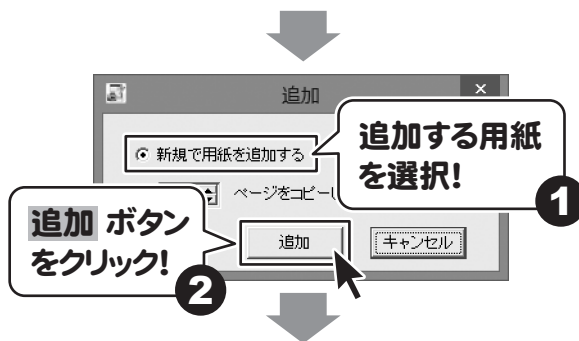 追加
×
新規で用紙を追加する
追加する用紙
を選択!
1
ページをコピーし
追加 ボタン
をクリック!
2
追加
キャンセル